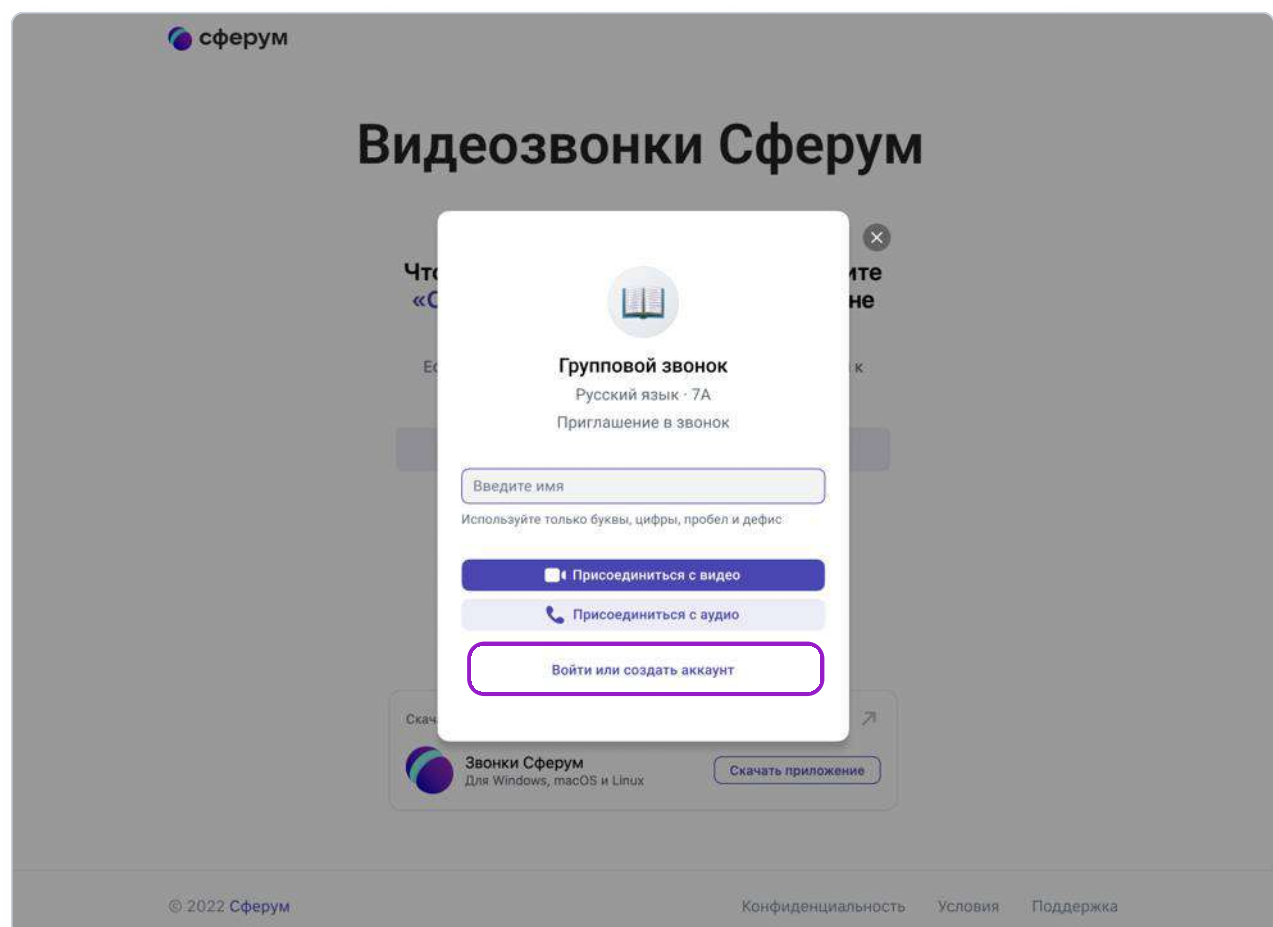 сферум
Видеозвонки Сферум
Групповой звонок
Русский язык · 7А
Приглашение в звонок
Введите имя
Используйте только буквы, цифры, пробел и дефис
Присоединиться с видео
Присоединиться с аудио
Войти или создать аккаунт
Звонки Сферум
Для Windows, macOS и Linux
Скачать приложение
© 2022 Сферум
Конфиденциальность Условия Поддержка